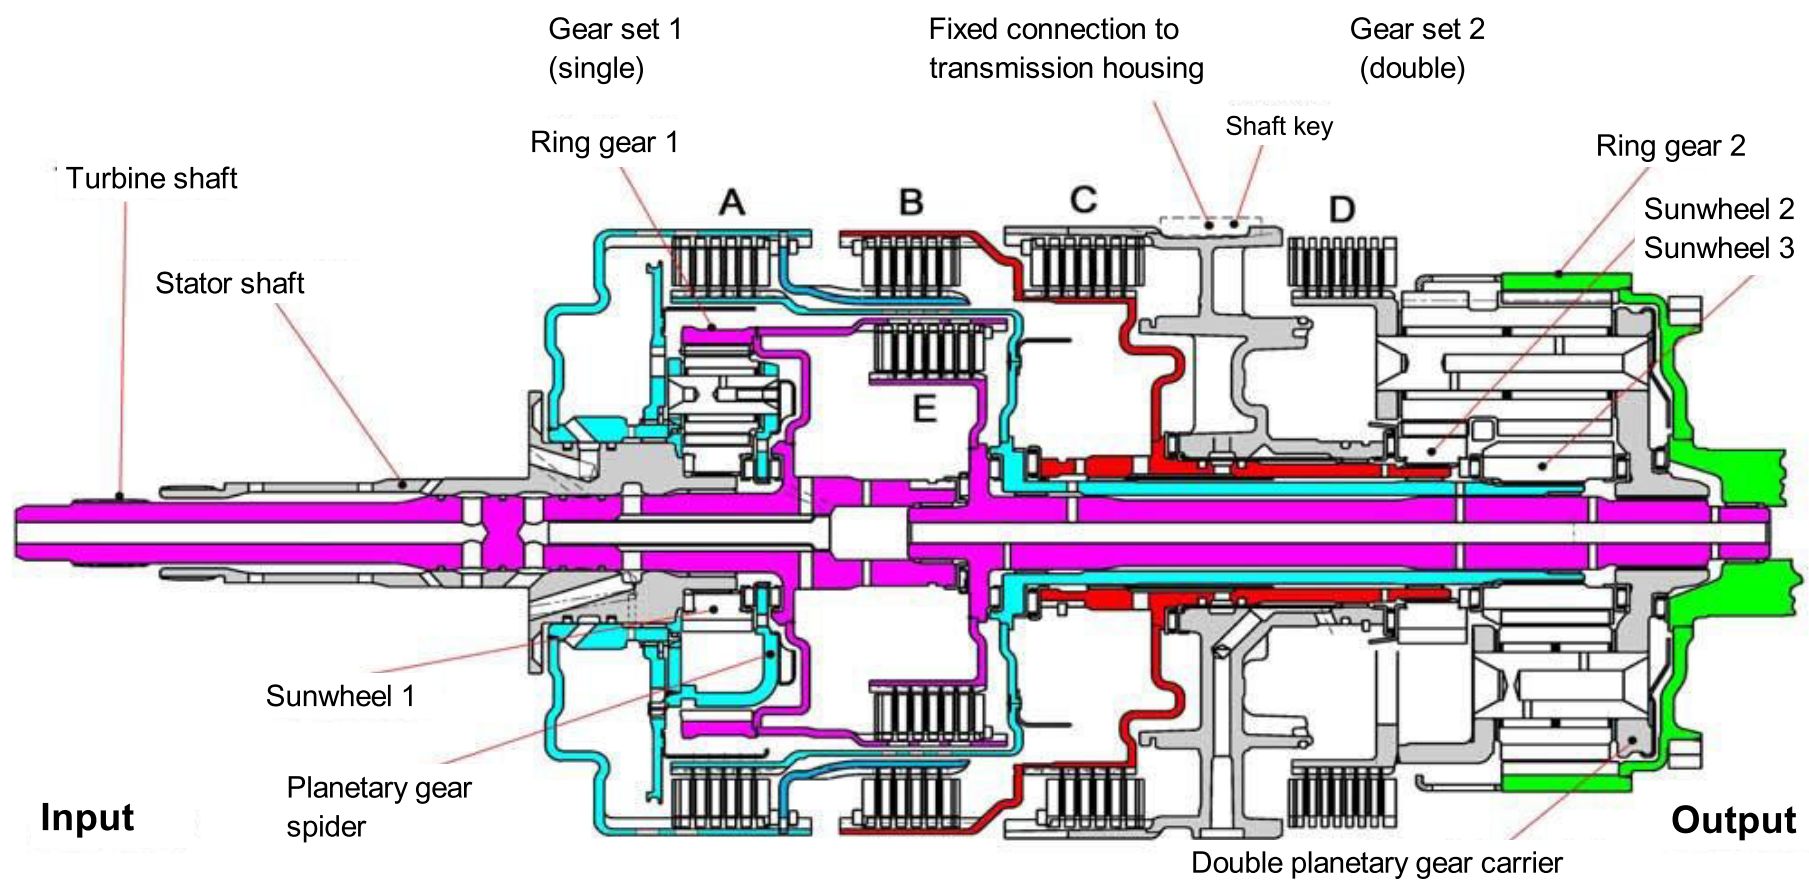 Gear set 1
(single)
Fixed connection to
transmission housing
Gear set 2
(double)
Shaft key
Ring gear 1
Ring gear 2
Turbine shaft
A
B
C
D
Sunwheel 2
Sunwheel 3
Stator shaft
E
Sunwheel 1
Planetary gear
spider
Input
Output
Double planetary gear carrier